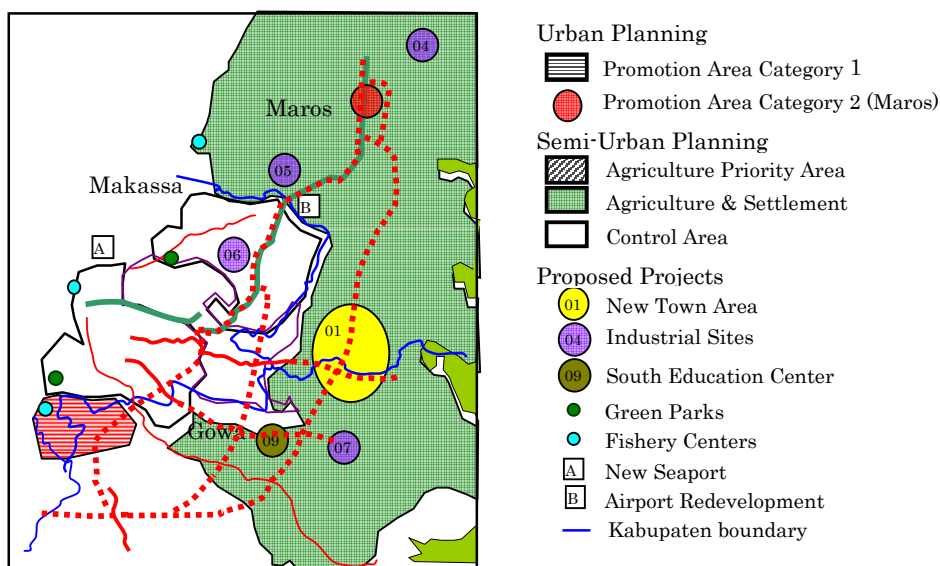 04
Maros
05
Makassa
B
A
06
01
Gowa
09
07
Urban Planning
Promotion Area Category 1
Promotion Area Category 2 (Maros)
Semi-Urban Planning
Agriculture Priority Area
Agriculture & Settlement
Control Area
Proposed Projects
01 New Town Area
04 Industrial Sites
09 South Education Center
Green Parks
Fishery Centers
A New Seaport
B Airport Redevelopment
Kabupaten boundary